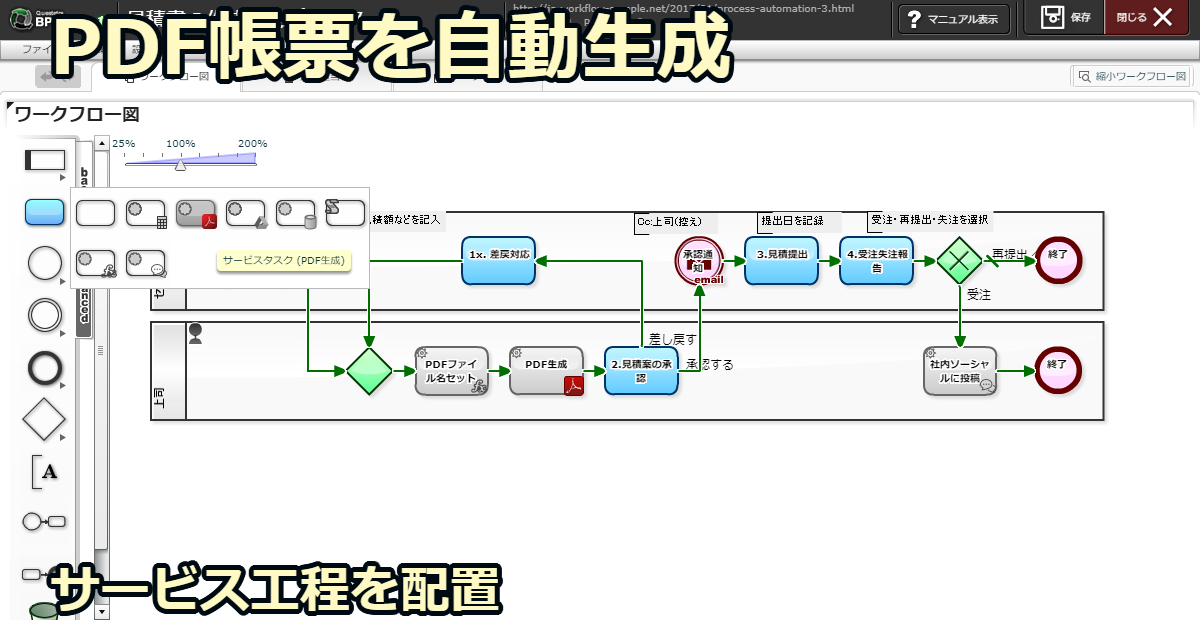 PDF帳票を自動生成
マニュアル表示
保存
閉じる
縮小ワークフロー図
ワークフロー図
25%
100%
200%
サービスタスク (PDF生成)
積額などを記入
Cc:上司(控え)
提出日を記録
受注・再提出・失注を選択
1x. 差戻対応
承認通知
email
3.見積提出
4.受注失注報告
再提出
終了
受注
差し戻す
承認する
上司
PDFファイル名セット
PDF生成
2.見積案の承認
社内ソーシャルに投稿
終了
A
サービス工程を配置